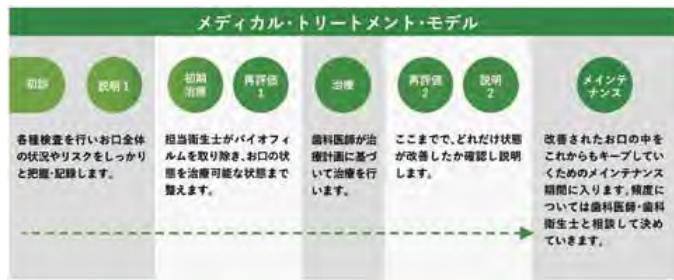 メディカル・トリートメント・モデル
初診
説明1
初期
治療
再評価
1
治療
再評価
2
説明
2
メインテ
ナンス
各種検査を行いお口全体
の状況やリスクをしっかり
と把握・記録します。
担当衛生士がバイオフィ
ルムを取り除き、お口の状
態を治療可能な状態まで
整えます。
歯科医師が治
療計画に基づ
いて治療を行
います。
ここまでで、どれだけ状態
が改善したか確認し説明
します。
改善されたお口の中を
これからもキープしてい
くためのメインテナンス
期間に入ります。頻度
については歯科医師・歯科
衛生士と相談して決め
ていきます。